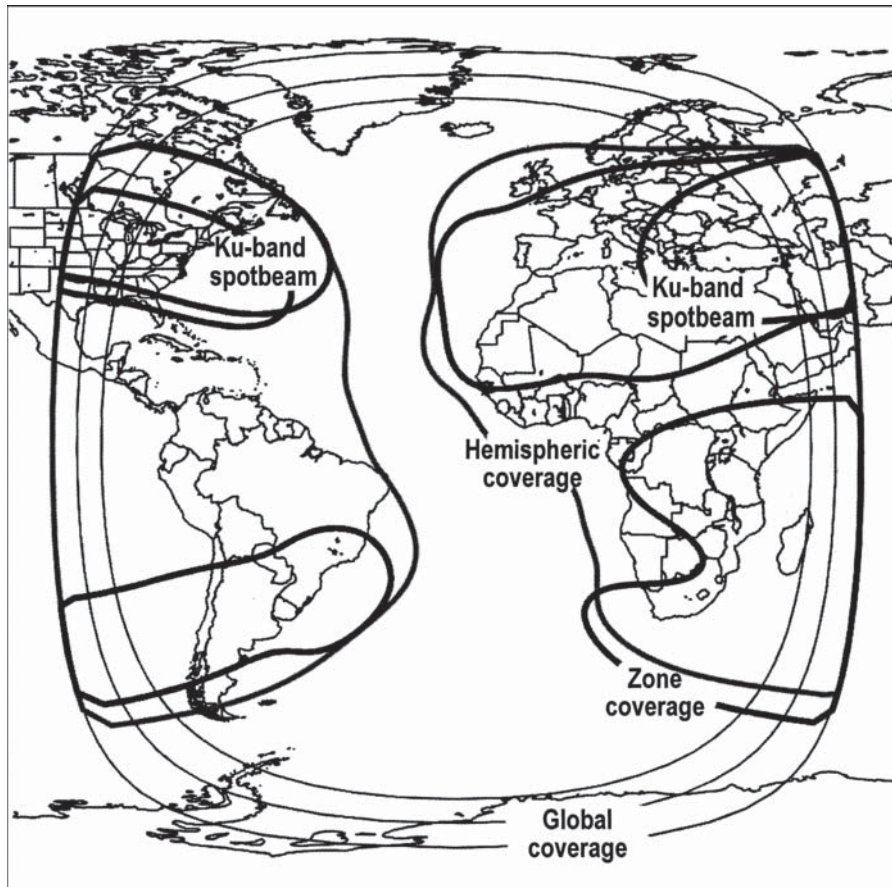 Ku-band
spotbeam
Ku-band
spotbeam
Hemispheric
coverage
Zone
coverage
Global
coverage